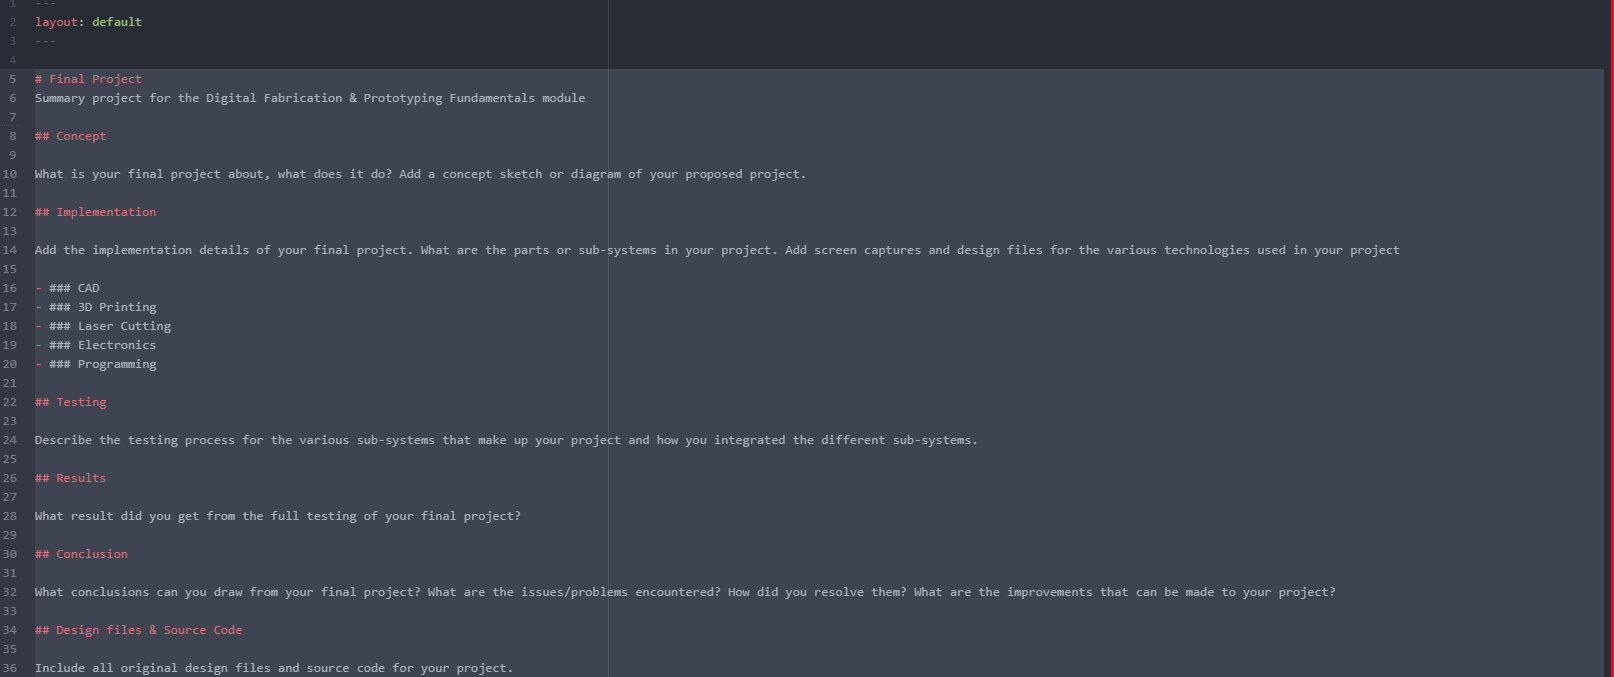 1 ---
2 layout: default
3 ---
4
5 # Final Project
6 Summary project for the Digital Fabrication & Prototyping Fundamentals module
7
8 ## Concept
9
10 What is your final project about, what does it do? Add a concept sketch or diagram of your proposed project.
11
12 ## Implementation
13
14 Add the implementation details of your final project. What are the parts or sub-systems in your project. Add screen captures and design files for the various technologies used in your project
15
16 - ### CAD
17 - ### 3D Printing
18 - ### Laser Cutting
19 - ### Electronics
20 - ### Programming
21
22 ## Testing
23
24 Describe the testing process for the various sub-systems that make up your project and how you integrated the different sub-systems.
25
26 ## Results
27
28 What result did you get from the full testing of your final project?
29
30 ## Conclusion
31
32 What conclusions can you draw from your final project? What are the issues/problems encountered? How did you resolve them? What are the improvements that can be made to your project?
33
34 ## Design files & Source Code
35
36 Include all original design files and source code for your project.